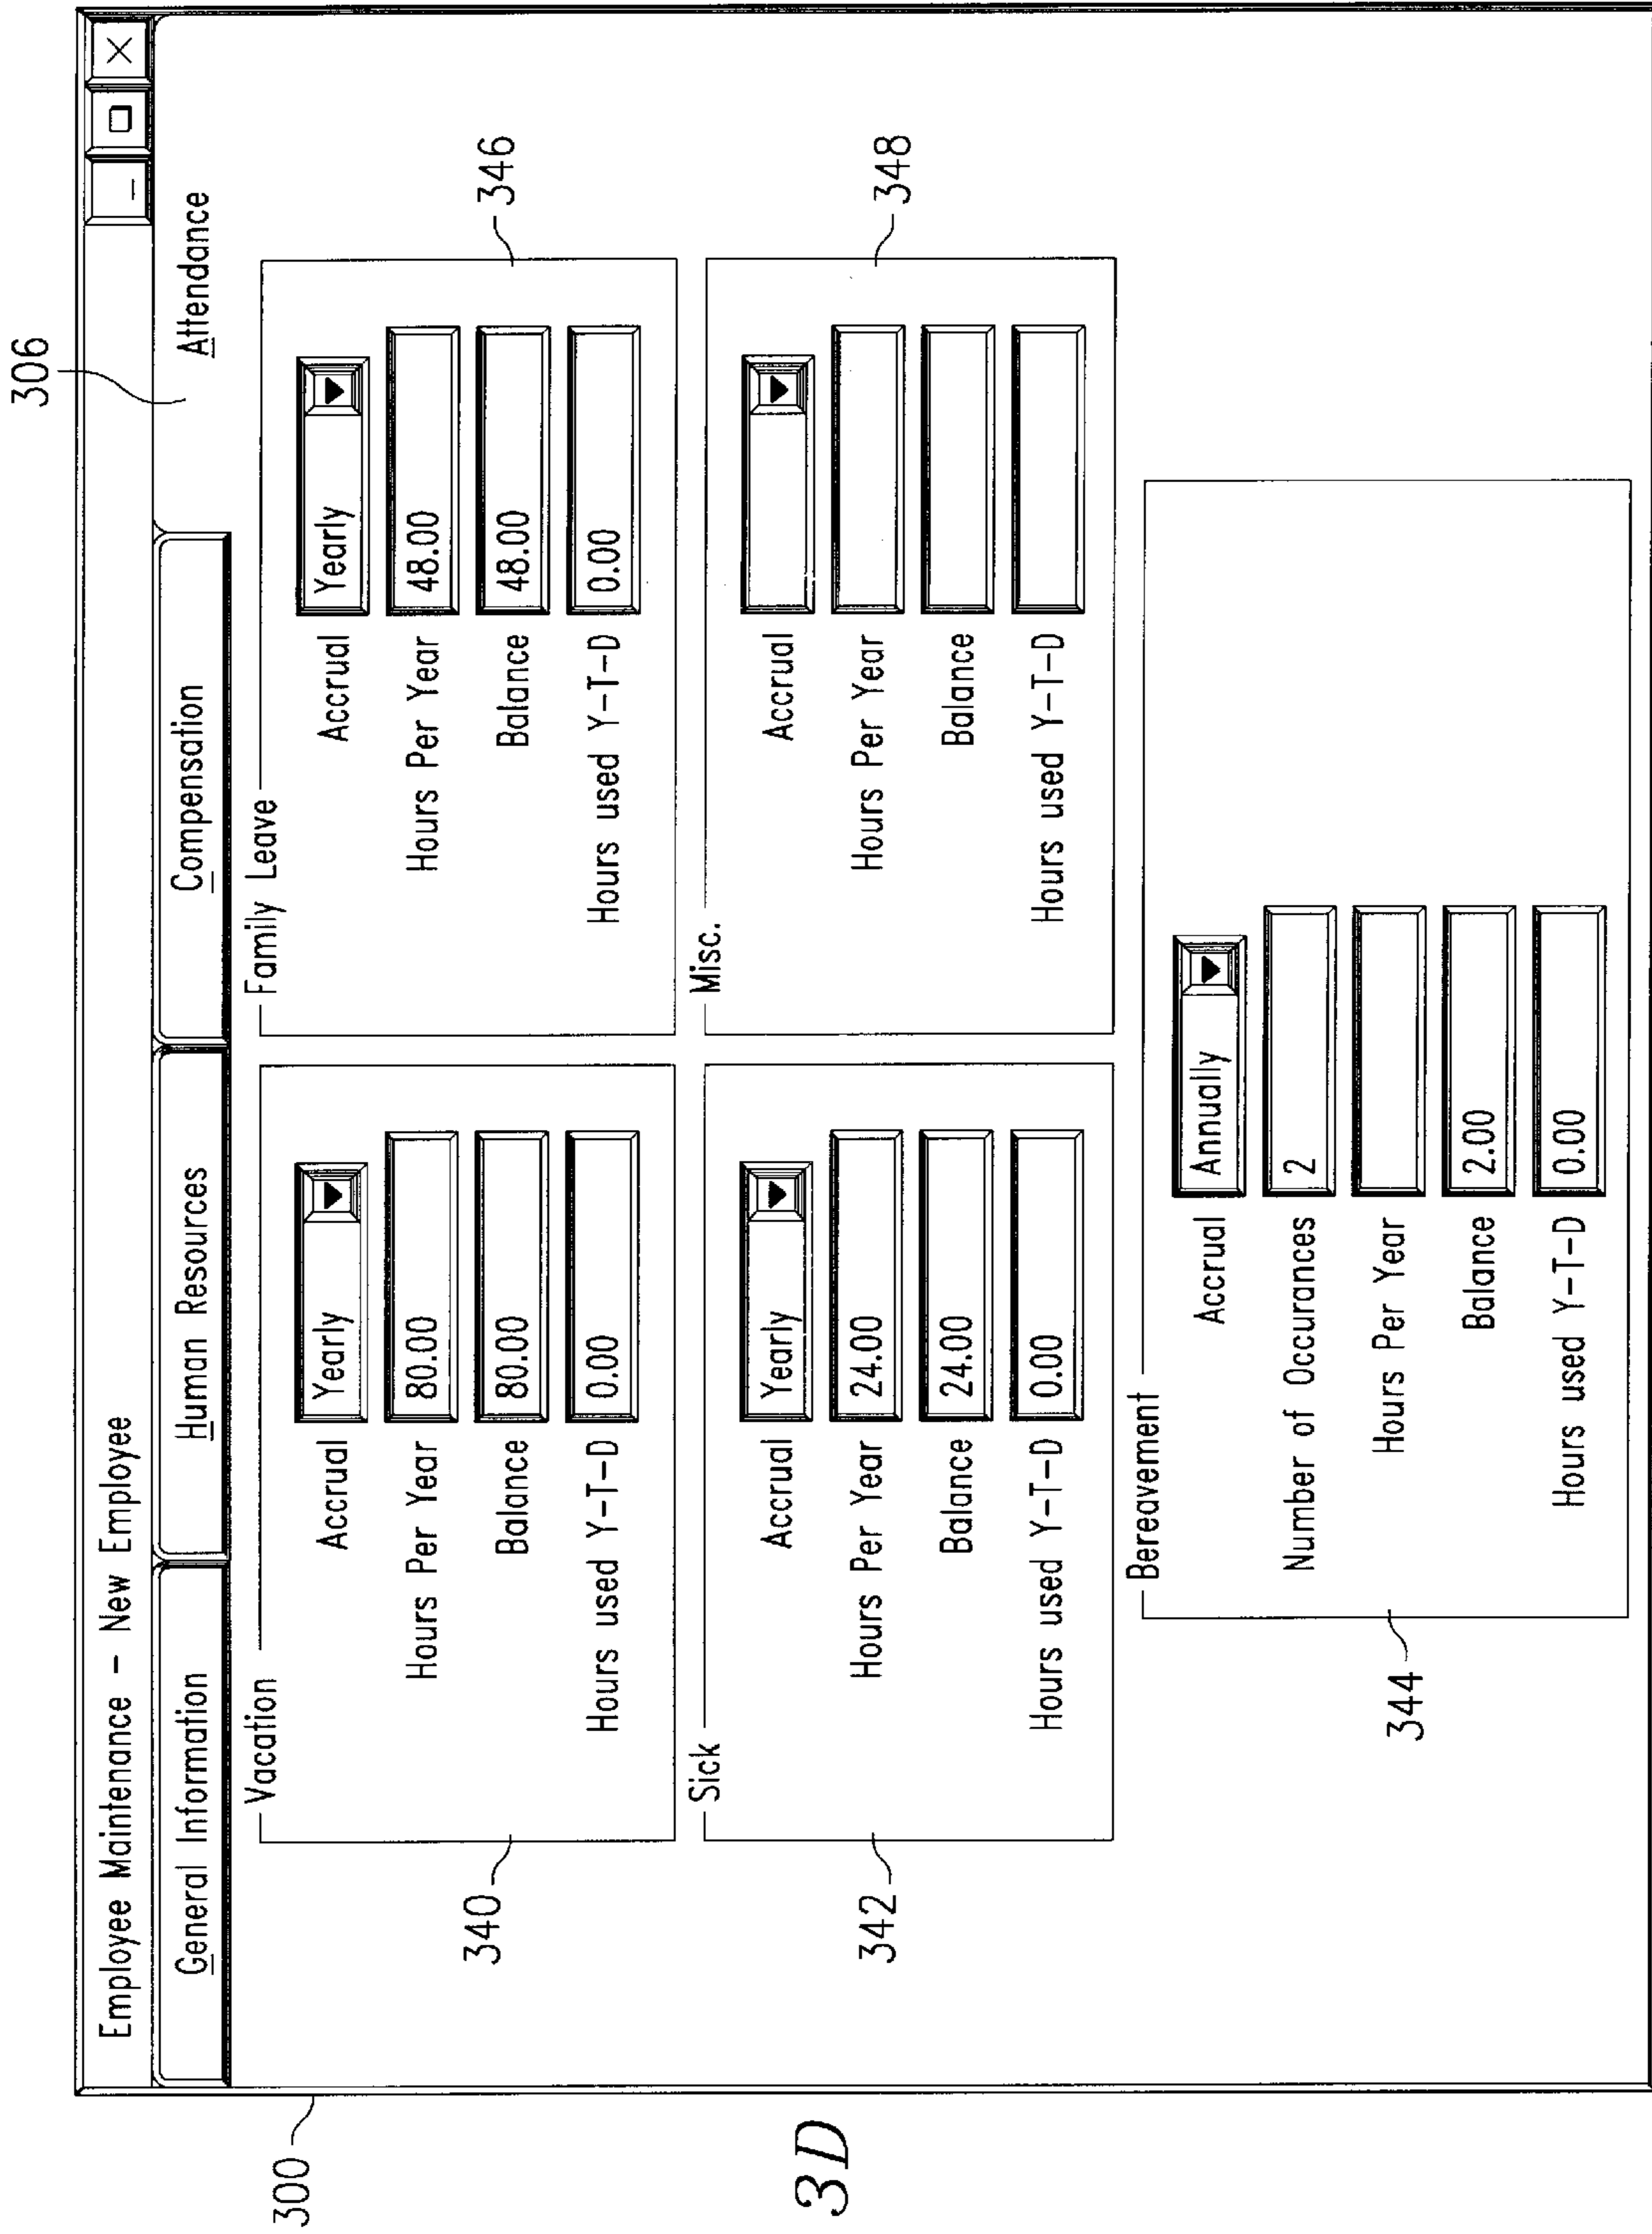 306
Employee Maintenance - New Employee
General Information
Human Resources
Compensation
Attendance
Vacation
Accrual Yearly
Hours Per Year 80.00
Balance 80.00
Hours used Y-T-D 0.00
340
Family Leave
Accrual Yearly
Hours Per Year 48.00
Balance 48.00
Hours used Y-T-D 0.00
346
Sick
Accrual Yearly
Hours Per Year 24.00
Balance 24.00
Hours used Y-T-D 0.00
342
Misc.
Accrual
Hours Per Year
Balance
Hours used Y-T-D
348
Bereavement
Accrual Annually
Number of Occurances 2
Hours Per Year
Balance 2.00
Hours used Y-T-D 0.00
344
300
3D